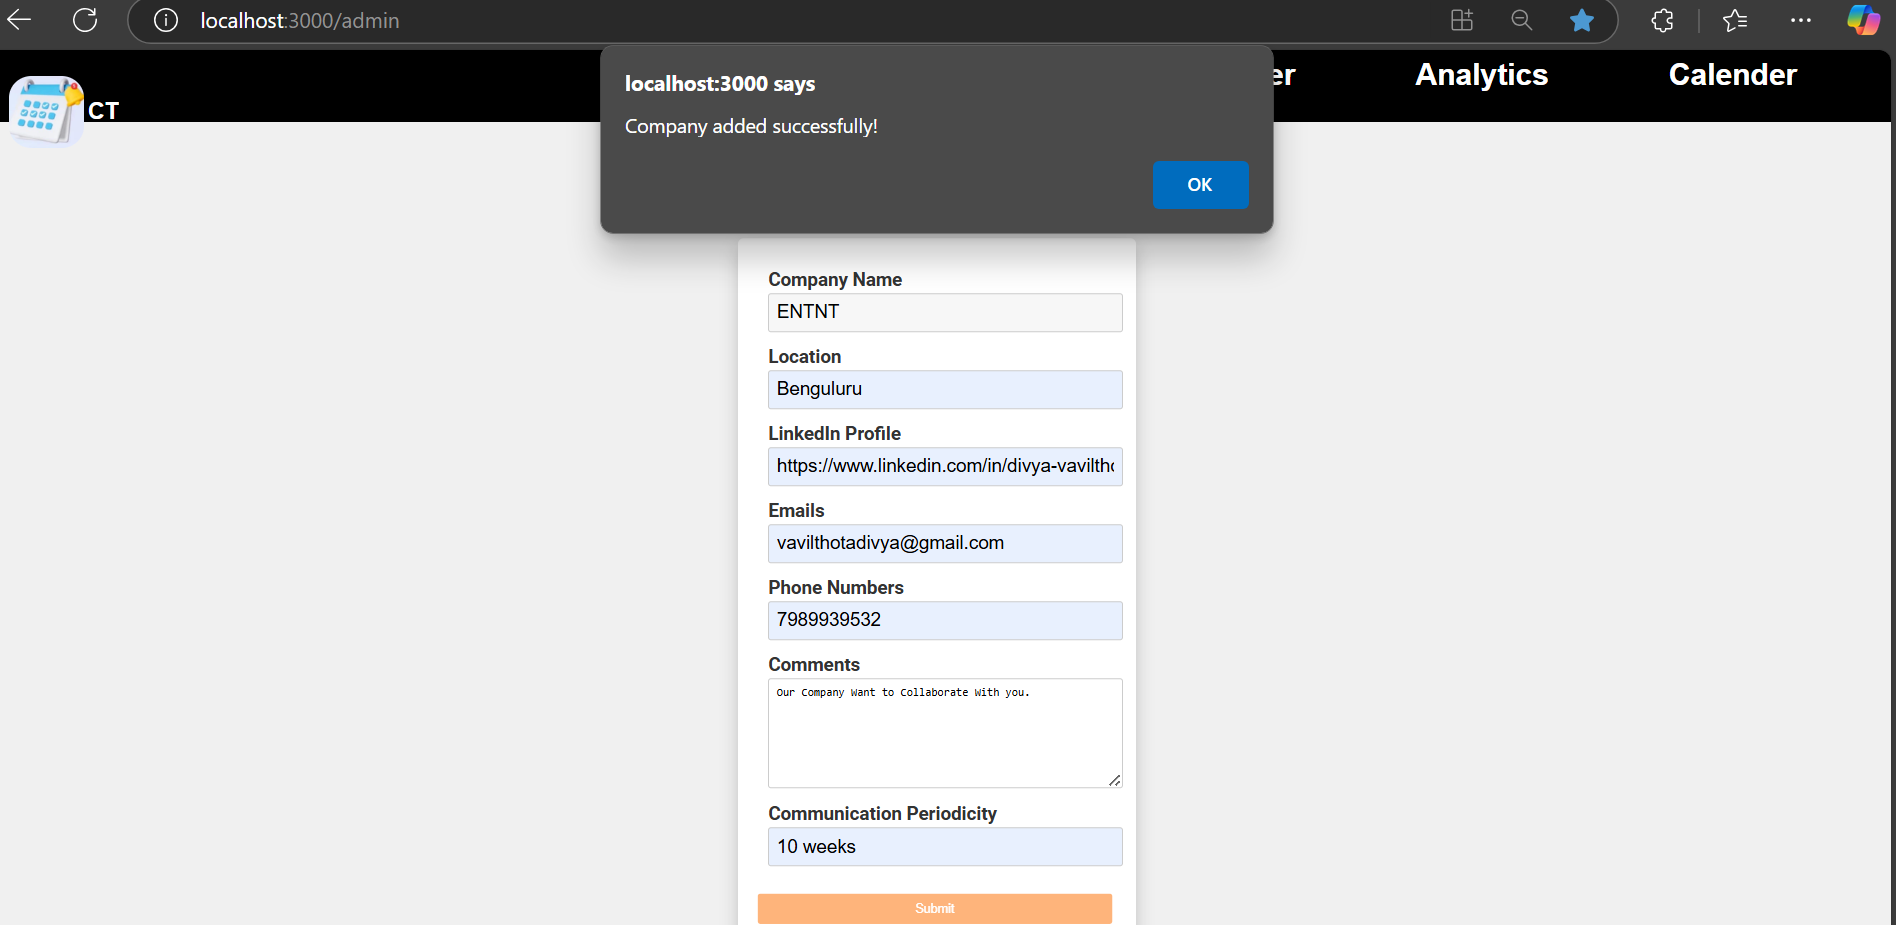 localhost:3000/admin
localhost:3000 says
Company added successfully!
OK
CT
er
Analytics
Calender
Company Name
ENTNT
Location
Benguluru
LinkedIn Profile
https://www.linkedin.com/in/divya-vaviltho
Emails
vavilthotadivya@gmail.com
Phone Numbers
7989939532
Comments
Our Company Want to Collaborate With you.
Communication Periodicity
10 weeks
Submit